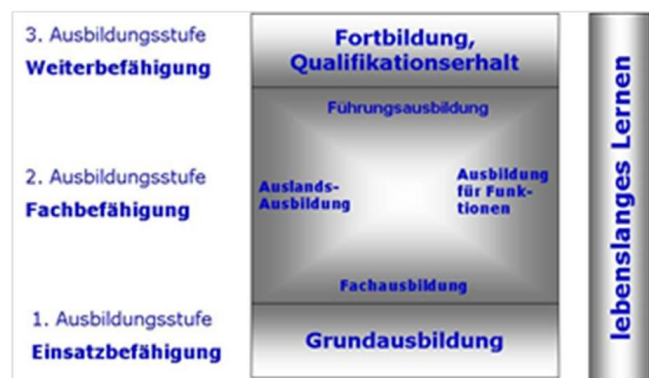 3. Ausbildungsstufe
Weiterbefähigung
Fortbildung,
Qualifikationserhalt
Führungsausbildung
2. Ausbildungsstufe
Fachbefähigung
Auslands-
Ausbildung
Ausbildung
für Funk-
tionen
Fachausbildung
1. Ausbildungsstufe
Einsatzbefähigung
Grundausbildung
lebenslanges Lernen